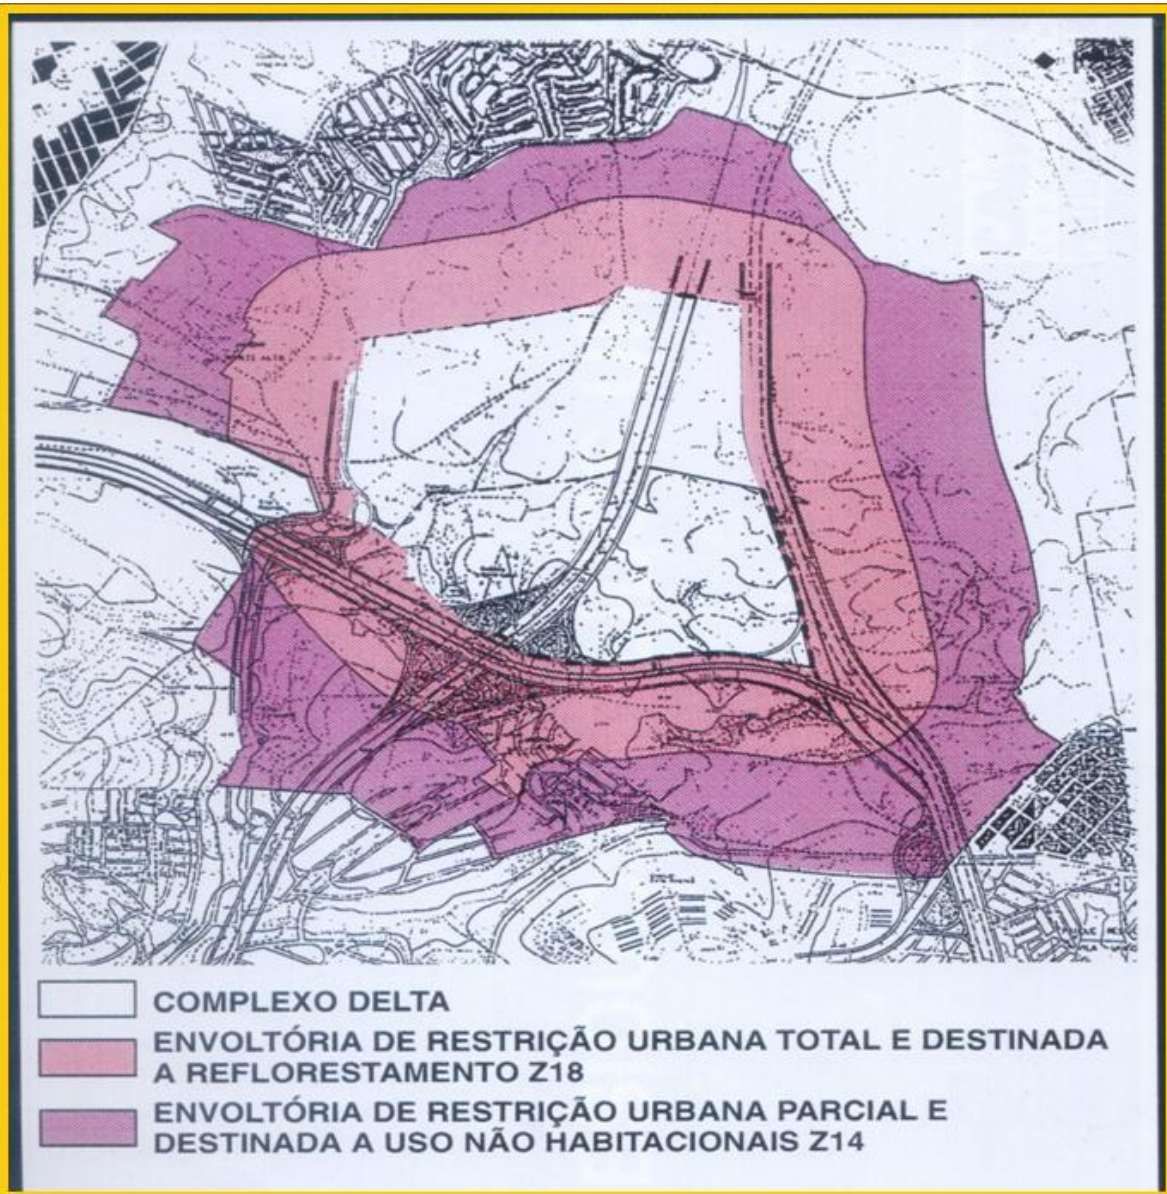 COMPLEXO DELTA
ENVOLTÓRIA DE RESTRIÇÃO URBANA TOTAL E DESTINADA
A REFLORESTAMENTO Z18
ENVOLTÓRIA DE RESTRIÇÃO URBANA PARCIAL E
DESTINADA A USO NÃO HABITACIONAIS Z14